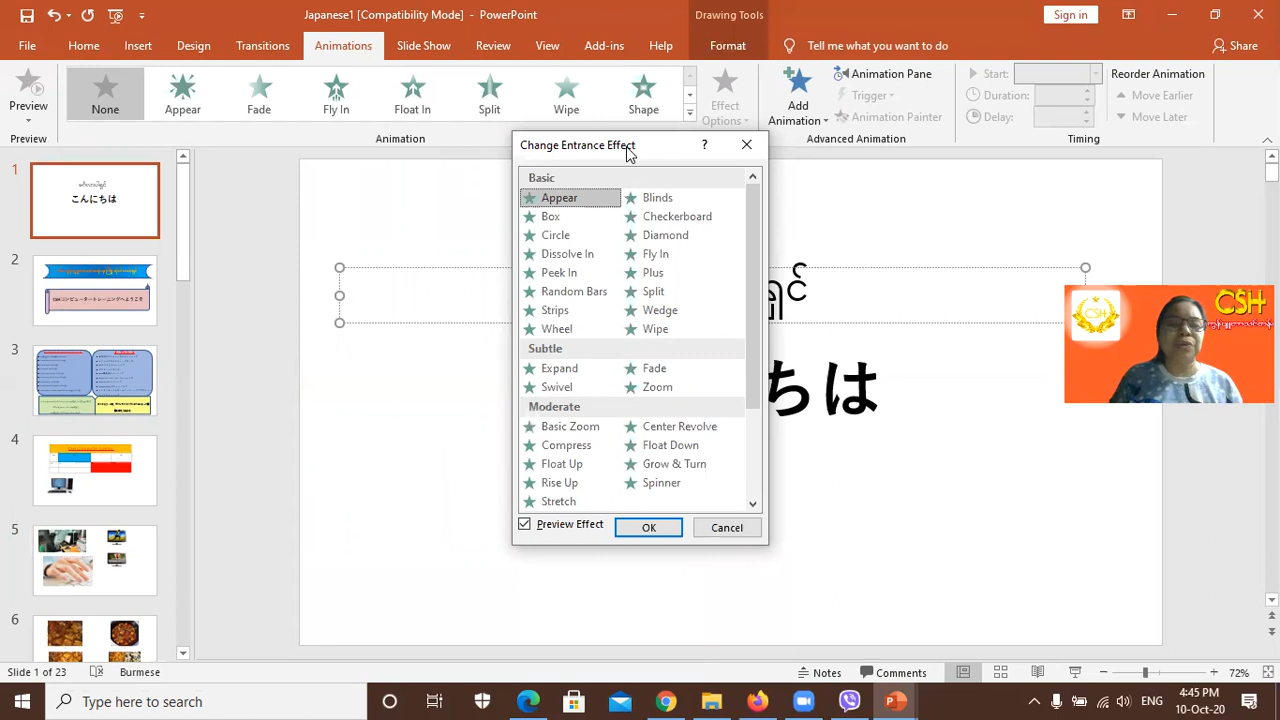 Japanese1 [Compatibility Mode] - PowerPoint
Drawing Tools
Sign in
File
Home
Insert
Design
Transitions
Animations
Slide Show
Review
View
Add-ins
Help
Format
Tell me what you want to do
Share
Preview
None
Appear
Fade
Fly In
Float In
Split
Wipe
Shape
Effect
Options
Add
Animation
Animation Pane
Trigger
Animation Painter
Start:
Duration:
Delay:
Reorder Animation
Move Earlier
Move Later
Preview
Animation
Advanced Animation
Timing
Change Entrance Effect
?
Basic
Appear
Blinds
Box
Checkerboard
Circle
Diamond
Dissolve In
Fly In
Peek In
Plus
Random Bars
Split
Strips
Wedge
Wheel
Wipe
Subtle
Expand
Fade
Swivel
Zoom
Moderate
Basic Zoom
Center Revolve
Compress
Float Down
Float Up
Grow & Turn
Rise Up
Spinner
Stretch
Preview Effect
OK
Cancel
1
こんにちは
2
3
4
5
6
ちは
CSH
CSH
Slide 1 of 23
Burmese
Notes
Comments
72%
Type here to search
4:45 PM
10-Oct-20